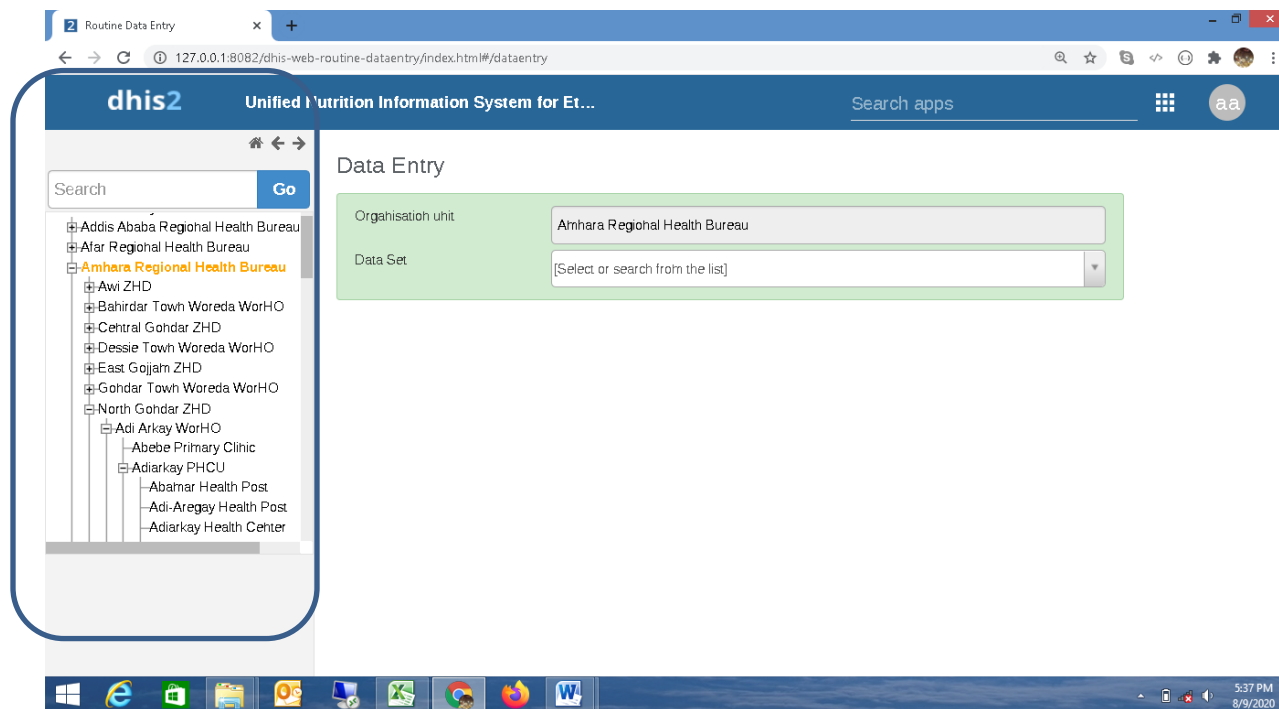 2 Routine Data Entry × +
127.0.0.1:8082/dhis-web-routine-dataentry/index.html#/dataentry
dhis2 Unified Nutrition Information System for Et... Search apps aa
Data Entry
Search Go
Organisation unit Amhara Regional Health Bureau
Data Set [Select or search from the list]
Addis Ababa Regional Health Bureau
Afar Regional Health Bureau
Amhara Regional Health Bureau
Awi ZHD
Bahirdar Town Woreda WorHO
Central Gondar ZHD
Dessie Town Woreda WorHO
East Gojjam ZHD
Gondar Town Woreda WorHO
North Gondar ZHD
Adi Arkay WorHO
Abebe Primary Clinic
Adiarkay PHCU
Abamar Health Post
Adi-Aregay Health Post
Adiarkay Health Center
5:37 PM
8/9/2020